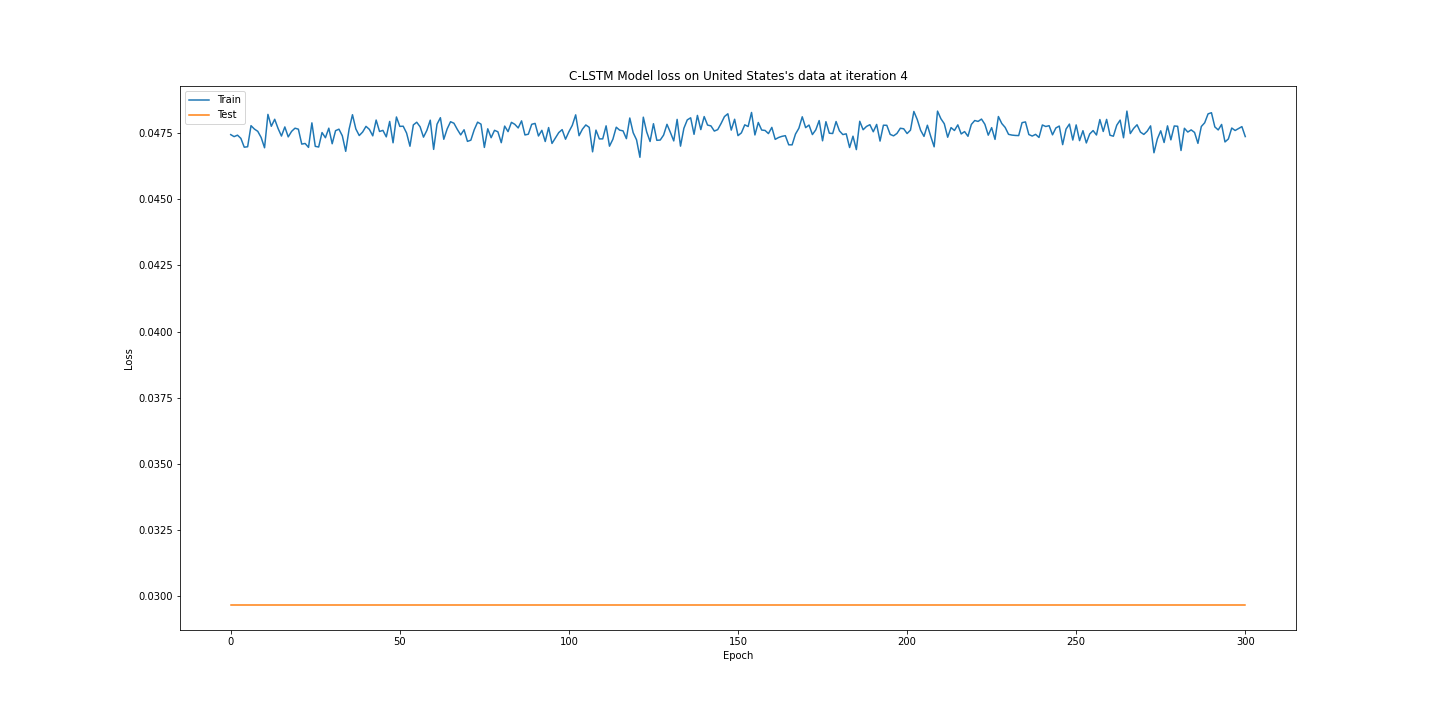 C-LSTM Model loss on United States's data at iteration 4
Train
Test
0.0475
0.0450
0.0425
0.0400
0.0375
0.0350
0.0325
0.0300
Loss
0 50 100 150 200 250 300
Epoch